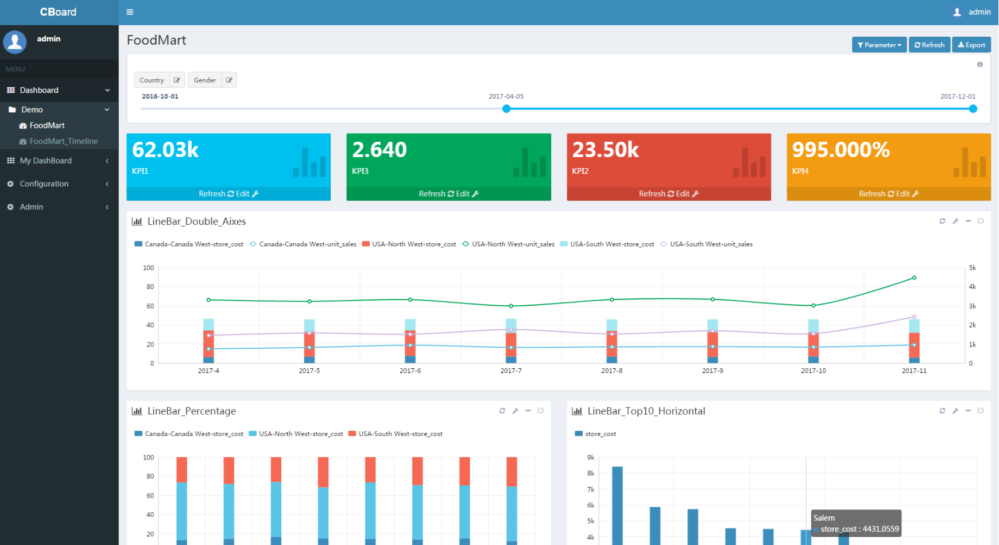 CBoard
admin
admin
MENU
Dashboard
Demo
FoodMart
FoodMart_Timeline
My DashBoard
Configuration
Admin
FoodMart
Parameter Refresh Export
Country Gender
2016-10-01 2017-04-05 2017-12-01
62.03k
KPI1
Refresh Edit
2.640
KPI3
Refresh Edit
23.50k
KPI2
Refresh Edit
995.000%
KPI4
Refresh Edit
LineBar_Double_Aixes
Canada-Canada West-store_cost Canada-Canada West-unit_sales USA-North West-store_cost USA-North West-unit_sales USA-South West-store_cost USA-South West-unit_sales
100 5k
80 4k
60 3k
40 2k
20 1k
0 0
2017-4 2017-5 2017-6 2017-7 2017-8 2017-9 2017-10 2017-11
LineBar_Percentage
Canada-Canada West-store_cost USA-North West-store_cost USA-South West-store_cost
100
80
60
40
20
LineBar_Top10_Horizontal
store_cost
9k
8k
7k
6k
5k
4k
Salem
store_cost : 4431.0559